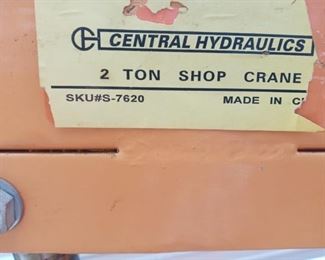 CENTRAL HYDRAULICS
2 TON SHOP CRANE
SKU#S-7620 MADE IN